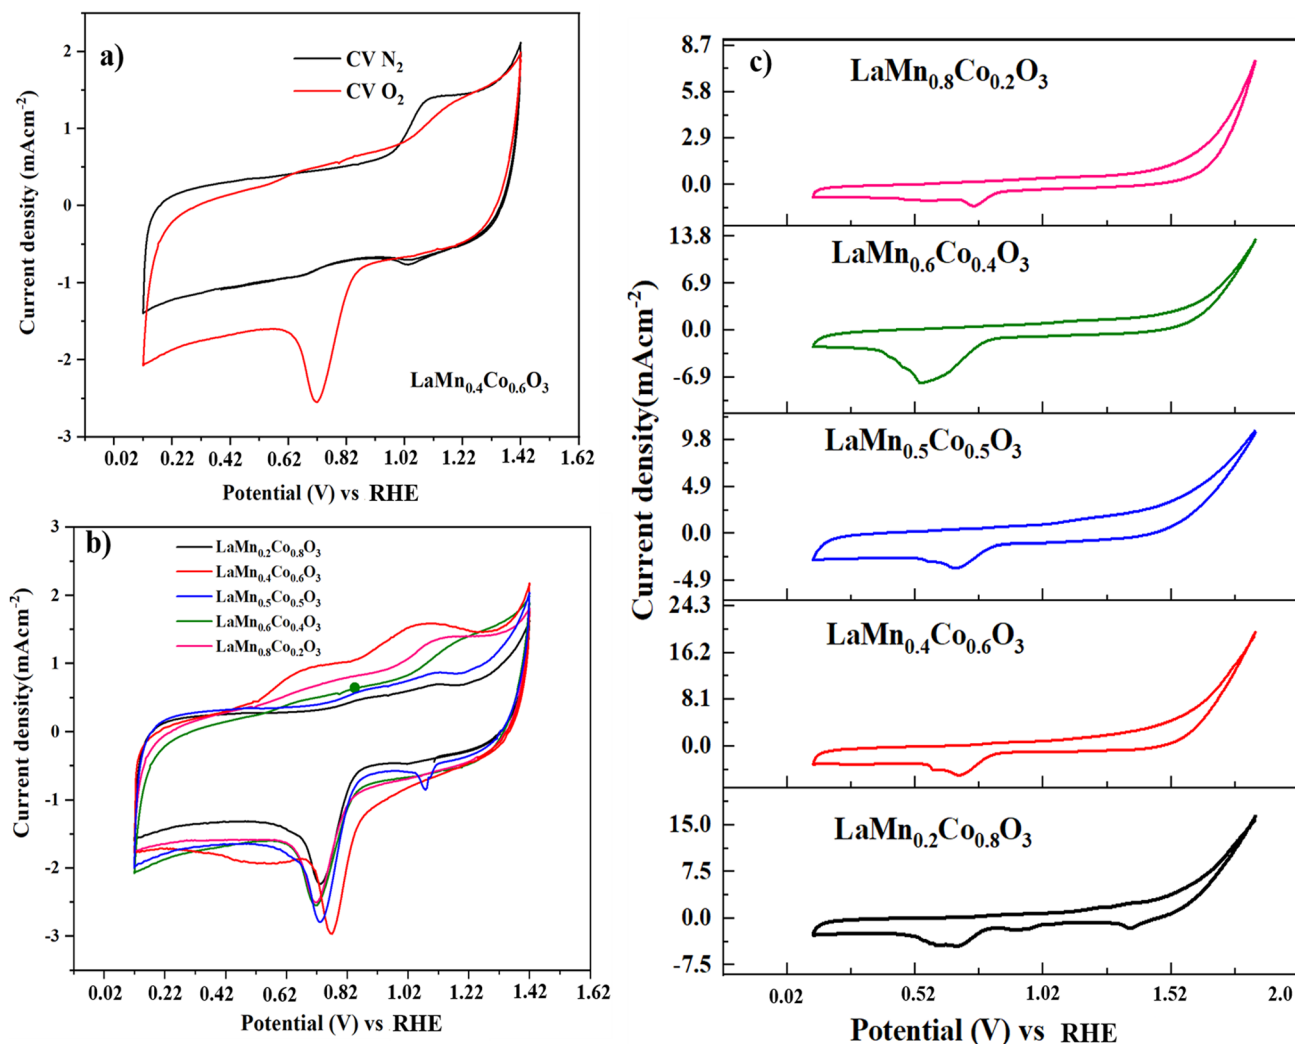 a)
CV N₂
CV O₂
2
1
0
-1
-2
-3
Current density (mAcm⁻²)
LaMn₀.₄Co₀.₆O₃
0.02 0.22 0.42 0.62 0.82 1.02 1.22 1.42 1.62
Potential (V) vs RHE
b)
LaMn₀.₂Co₀.₈O₃
LaMn₀.₄Co₀.₆O₃
LaMn₀.₅Co₀.₅O₃
LaMn₀.₆Co₀.₄O₃
LaMn₀.₈Co₀.₂O₃
3
2
1
0
-1
-2
-3
Current density(mAcm⁻²)
0.02 0.22 0.42 0.62 0.82 1.02 1.22 1.42 1.62
Potential (V) vs RHE
c)
LaMn₀.₈Co₀.₂O₃
8.7
5.8
2.9
0.0
LaMn₀.₆Co₀.₄O₃
13.8
6.9
0.0
-6.9
LaMn₀.₅Co₀.₅O₃
9.8
4.9
0.0
-4.9
LaMn₀.₄Co₀.₆O₃
24.3
16.2
8.1
0.0
LaMn₀.₂Co₀.₈O₃
15.0
7.5
0.0
-7.5
Current density(mAcm⁻²)
0.02 0.52 1.02 1.52 2.0
Potential (V) vs RHE